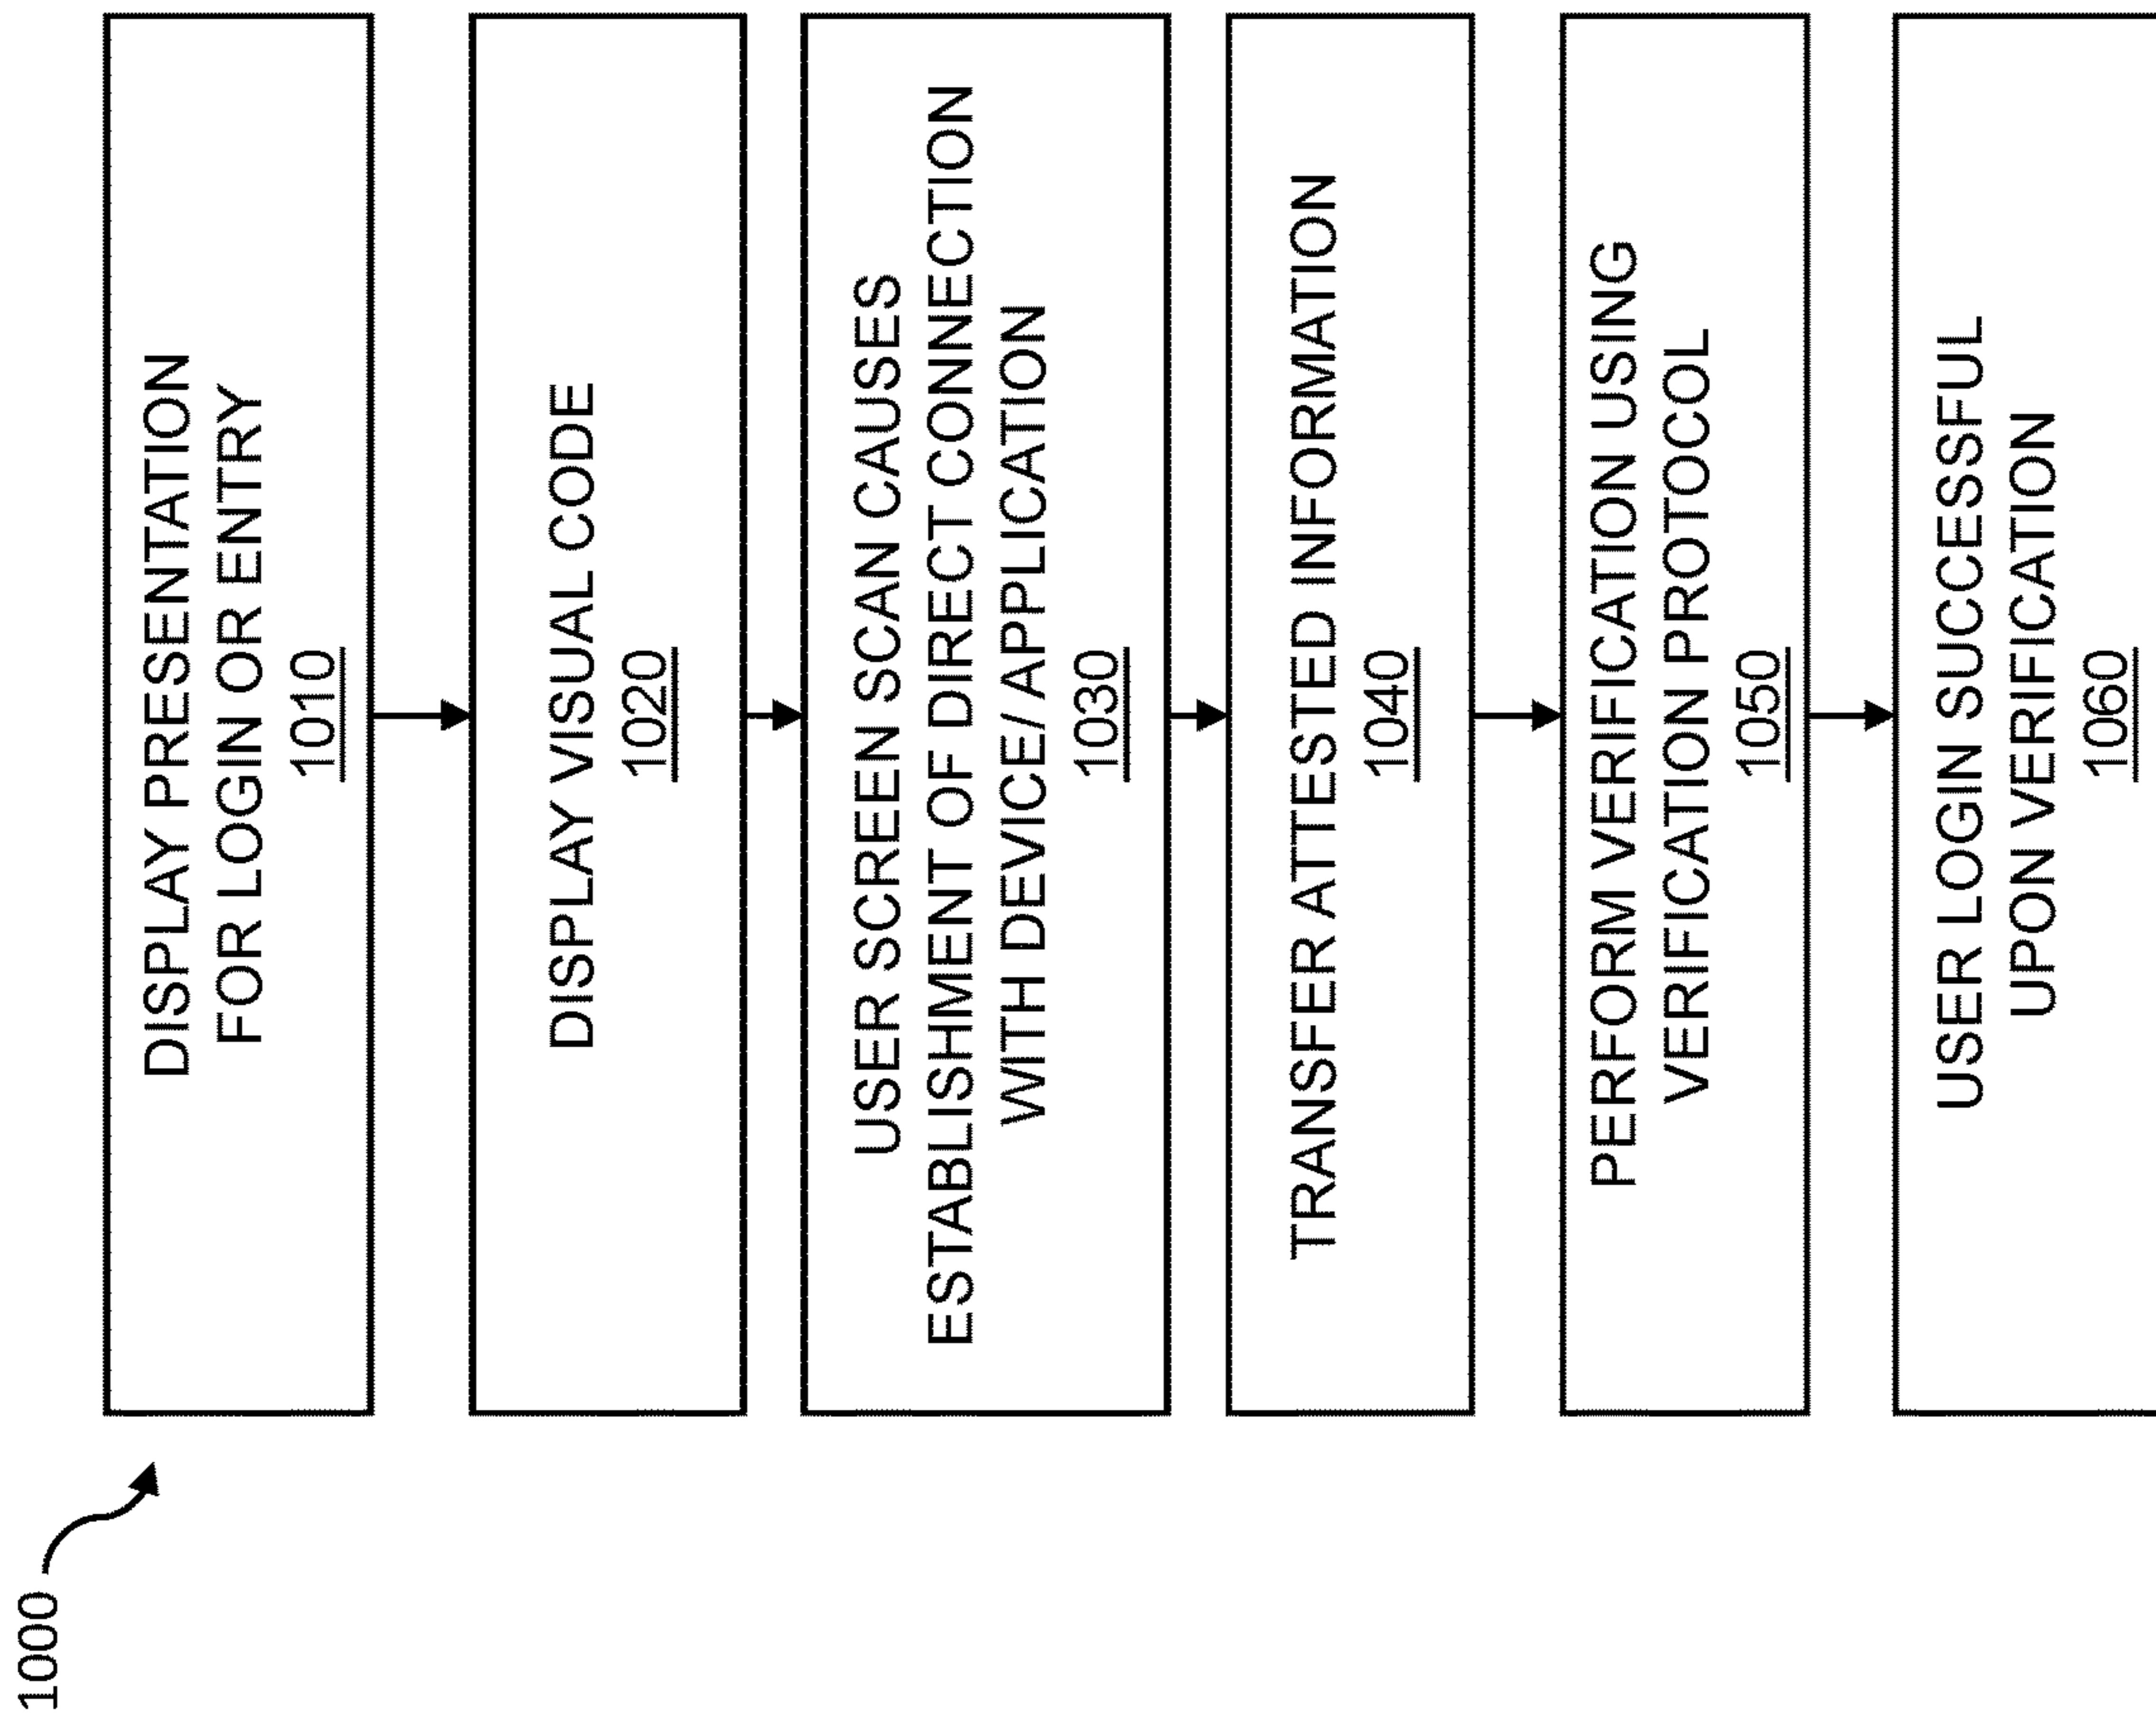 1000
DISPLAY PRESENTATION
FOR LOGIN OR ENTRY
1010
DISPLAY VISUAL CODE
1020
USER SCREEN SCAN CAUSES
ESTABLISHMENT OF DIRECT CONNECTION
WITH DEVICE/ APPLICATION
1030
TRANSFER ATTESTED INFORMATION
1040
PERFORM VERIFICATION USING
VERIFICATION PROTOCOL
1050
USER LOGIN SUCCESSFUL
UPON VERIFICATION
1060